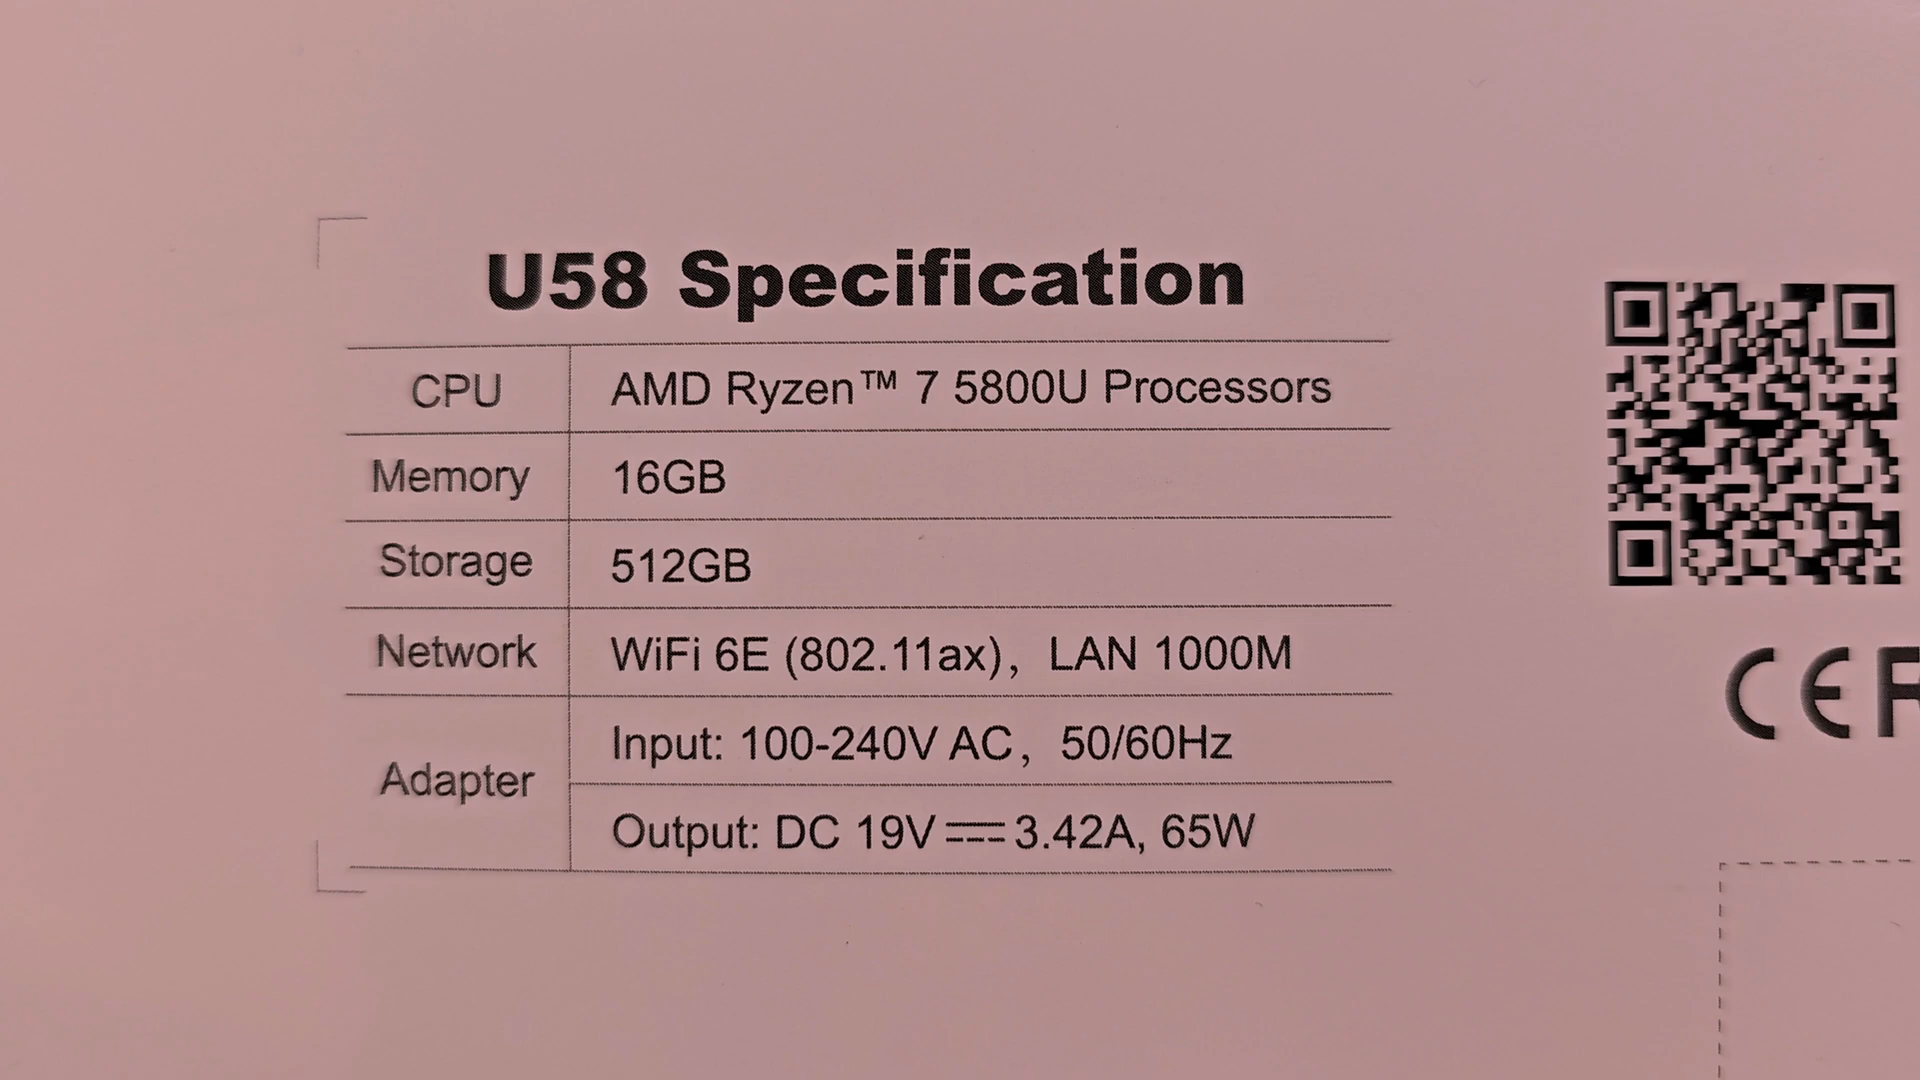 U58 Specification
CPU AMD Ryzen™ 7 5800U Processors
Memory 16GB
Storage 512GB
Network WiFi 6E (802.11ax), LAN 1000M
Adapter
Input: 100-240V AC, 50/60Hz
Output: DC 19V⎓3.42A, 65W
CE